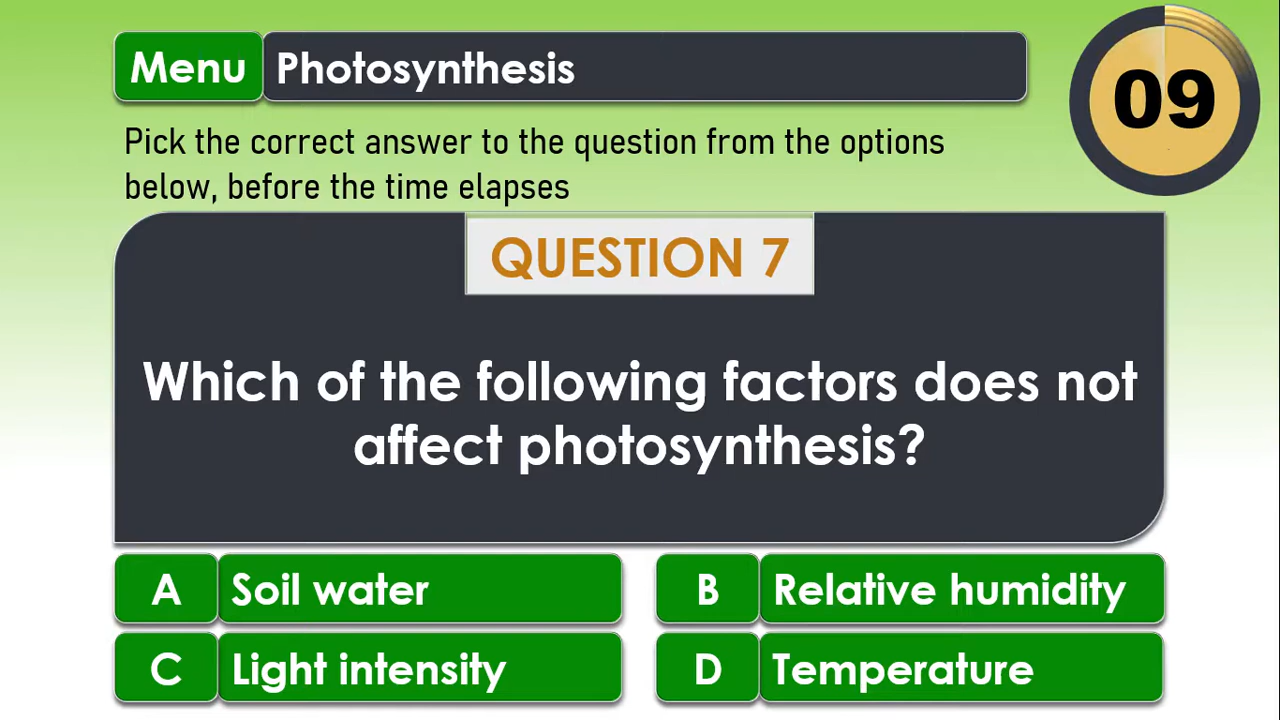 Menu Photosynthesis
09
Pick the correct answer to the question from the options
below, before the time elapses
QUESTION 7
Which of the following factors does not
affect photosynthesis?
A Soil water
B Relative humidity
C Light intensity
D Temperature